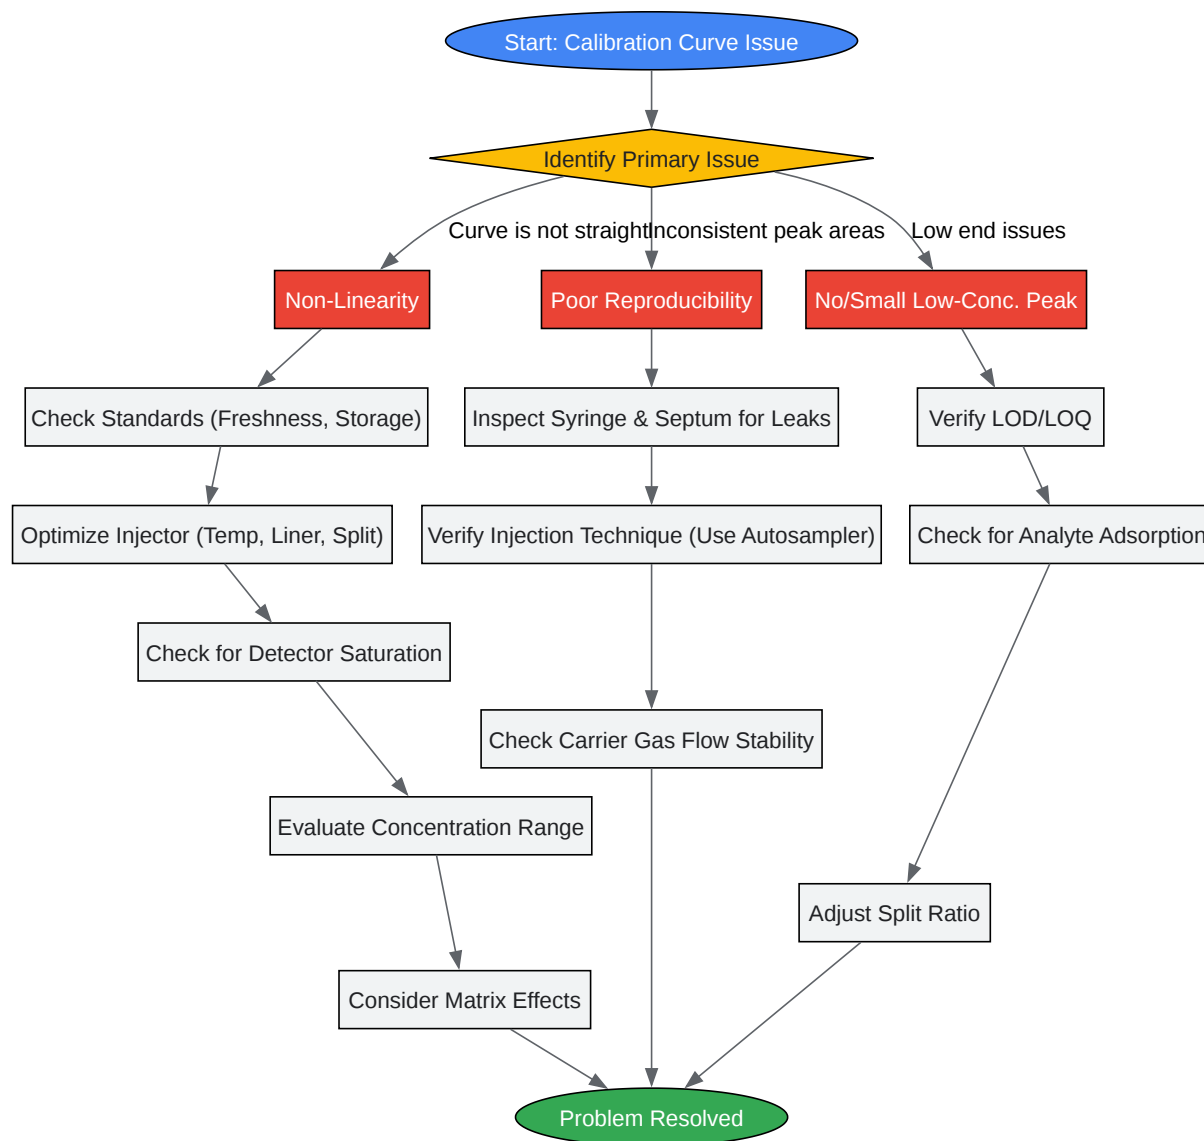 Start: Calibration Curve Issue
Identify Primary Issue
Curve is not straight
Inconsistent peak areas
Low end issues
Non-Linearity
Poor Reproducibility
No/Small Low-Conc. Peak
Check Standards (Freshness, Storage)
Inspect Syringe & Septum for Leaks
Verify LOD/LOQ
Optimize Injector (Temp, Liner, Split)
Verify Injection Technique (Use Autosampler)
Check for Analyte Adsorption
Check for Detector Saturation
Check Carrier Gas Flow Stability
Evaluate Concentration Range
Adjust Split Ratio
Consider Matrix Effects
Problem Resolved